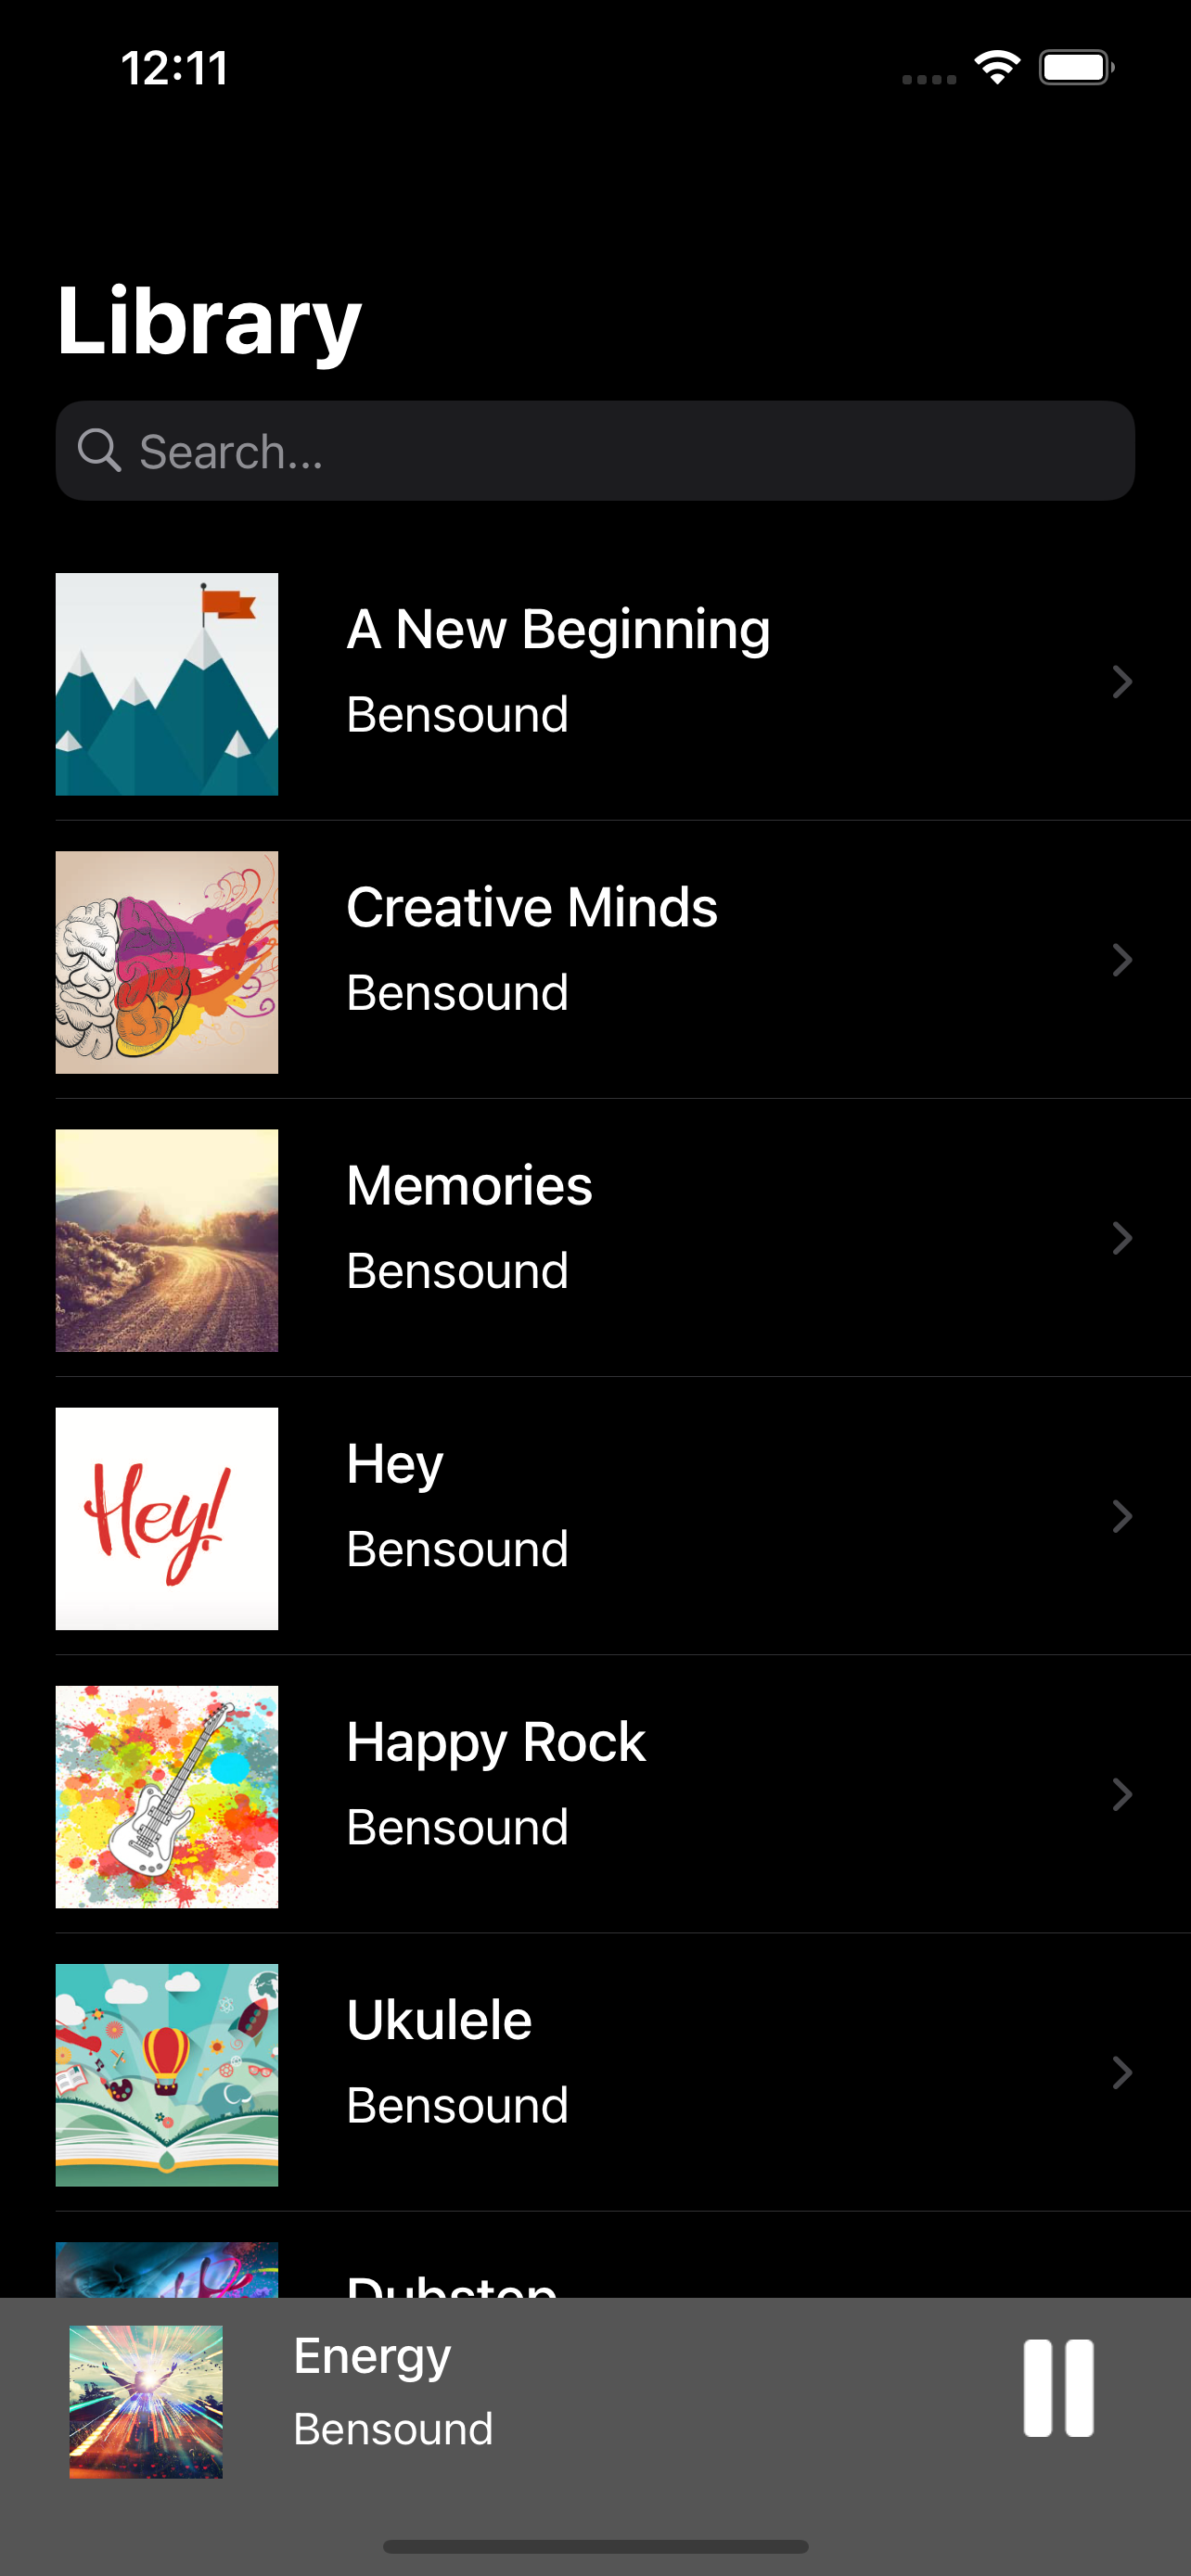 12:11
Library
Search...
A New Beginning
Bensound
Creative Minds
Bensound
Memories
Bensound
Hey!
Hey
Bensound
Happy Rock
Bensound
Ukulele
Bensound
Dubstep
Energy
Bensound